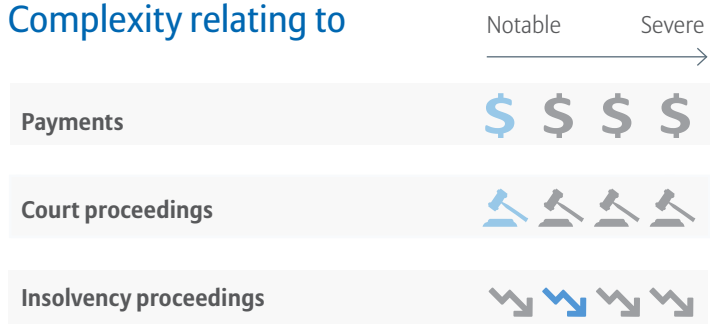 Complexity relating to
Notable Severe
Payments
$ $ $ $
Court proceedings
Insolvency proceedings